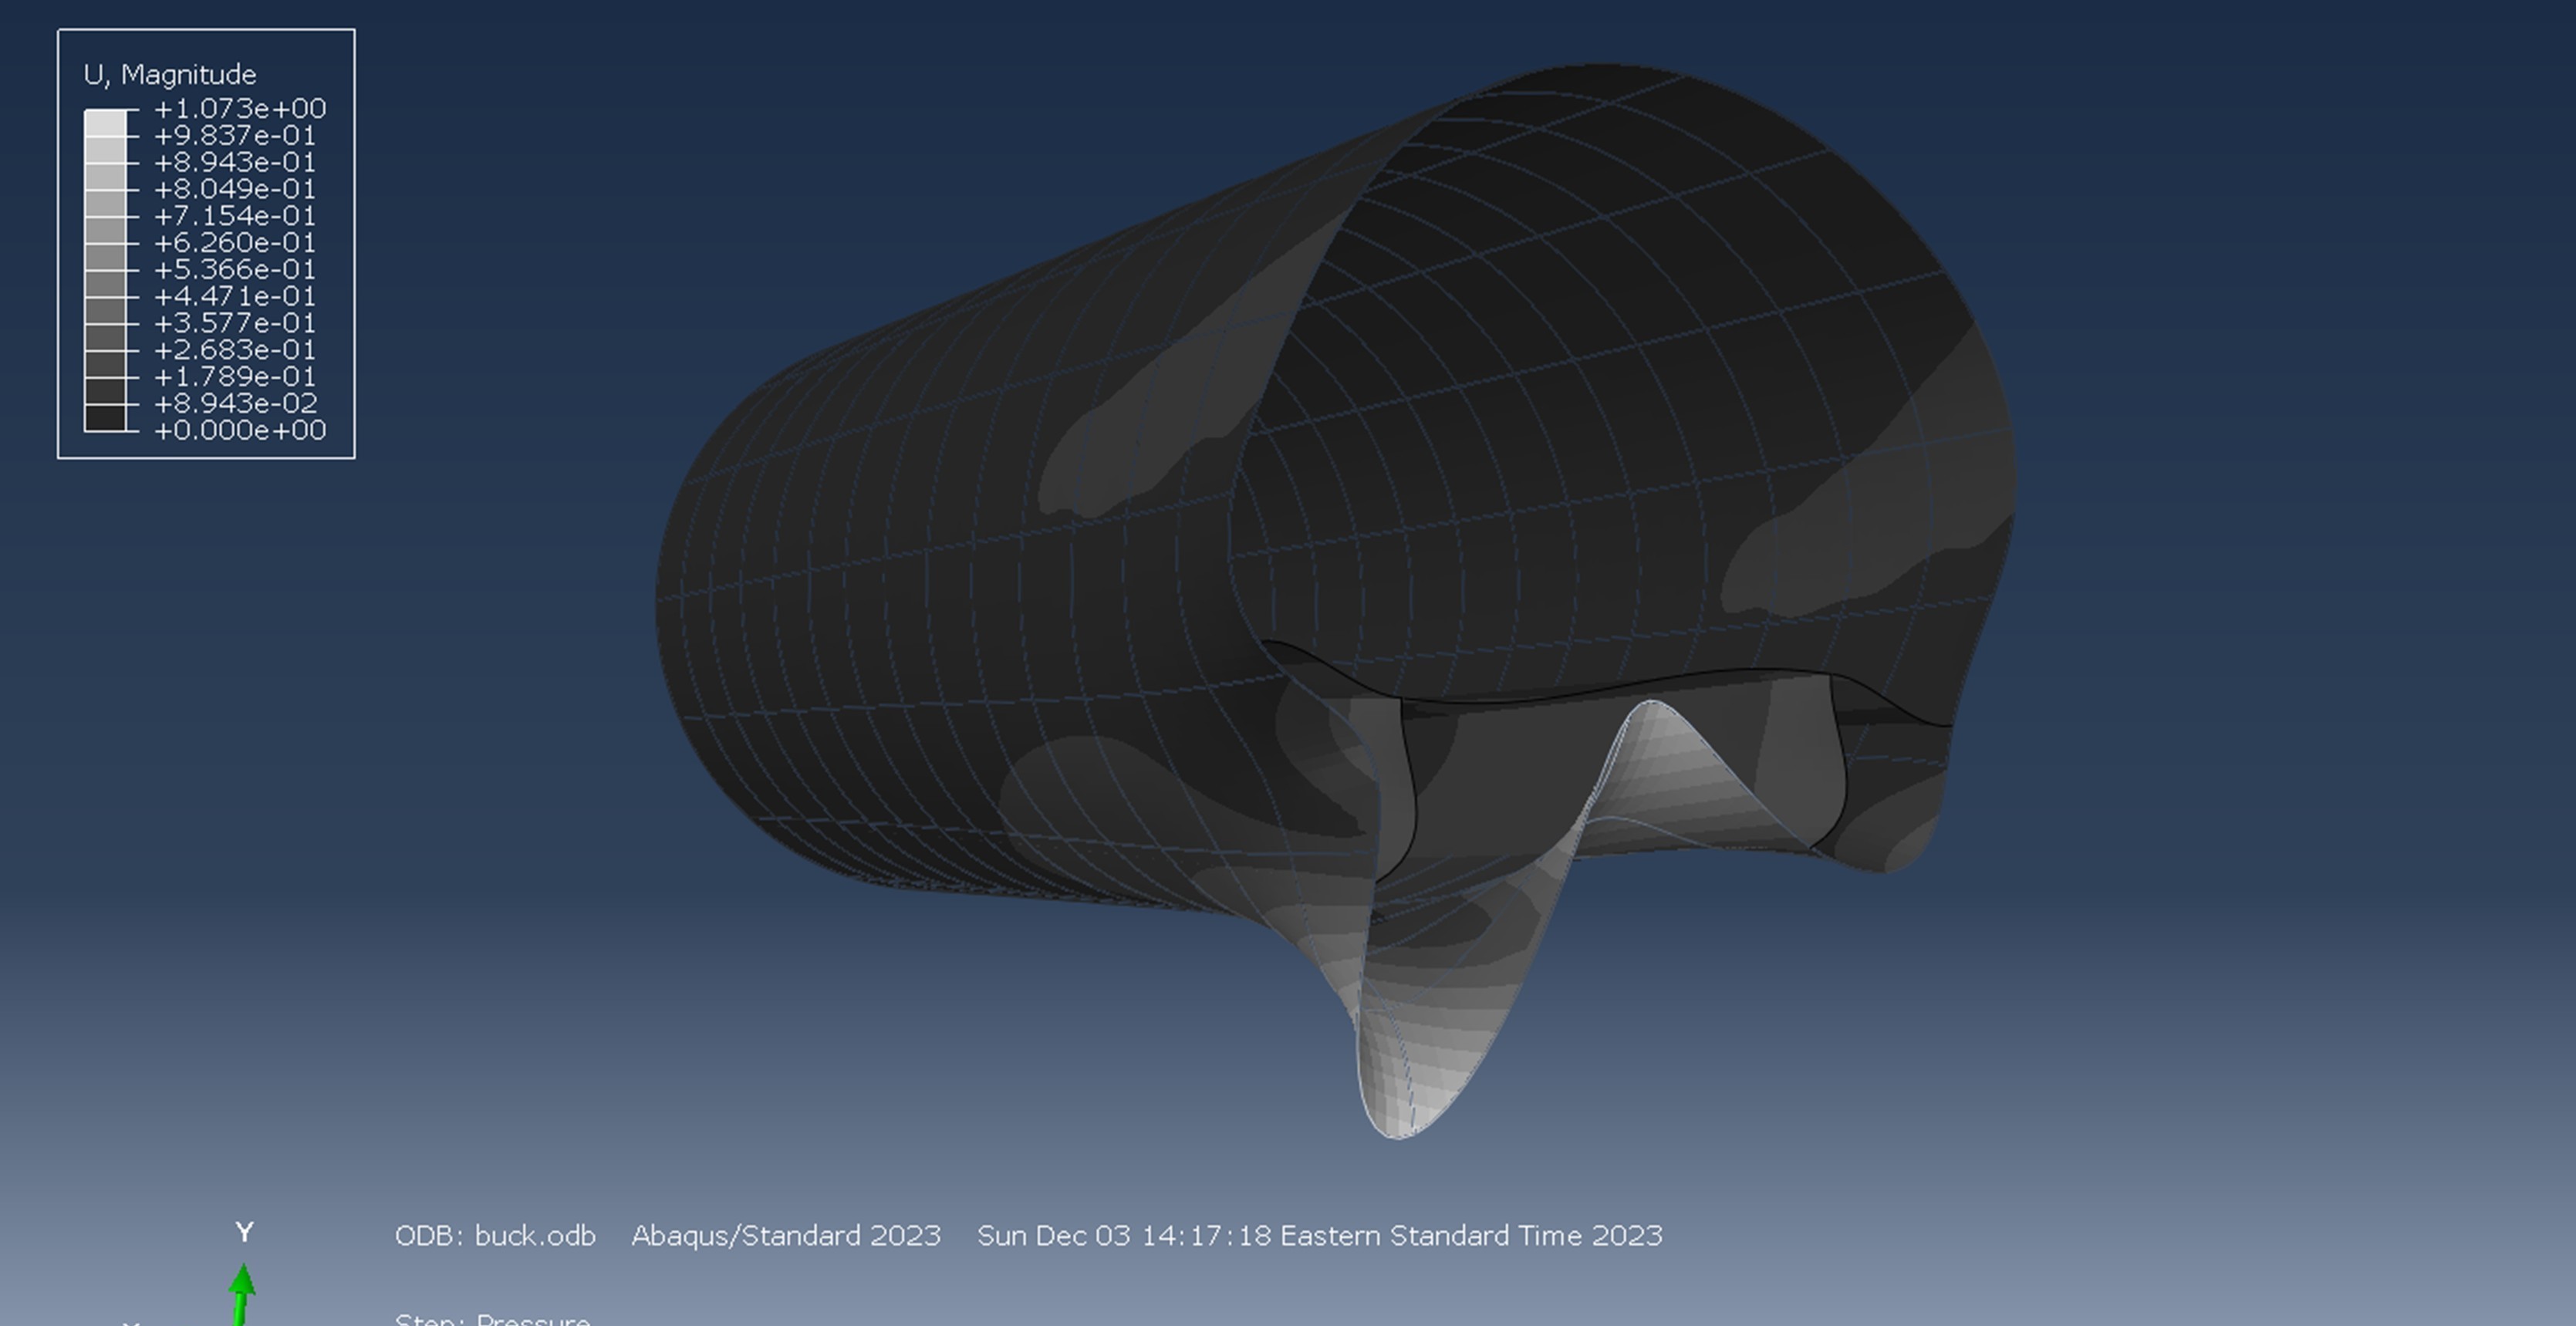 U, Magnitude
+1.073e+00
+9.837e-01
+8.943e-01
+8.049e-01
+7.154e-01
+6.260e-01
+5.366e-01
+4.471e-01
+3.577e-01
+2.683e-01
+1.789e-01
+8.943e-02
+0.000e+00
Y
ODB: buck.odb Abaqus/Standard 2023 Sun Dec 03 14:17:18 Eastern Standard Time 2023
Step: Pressure